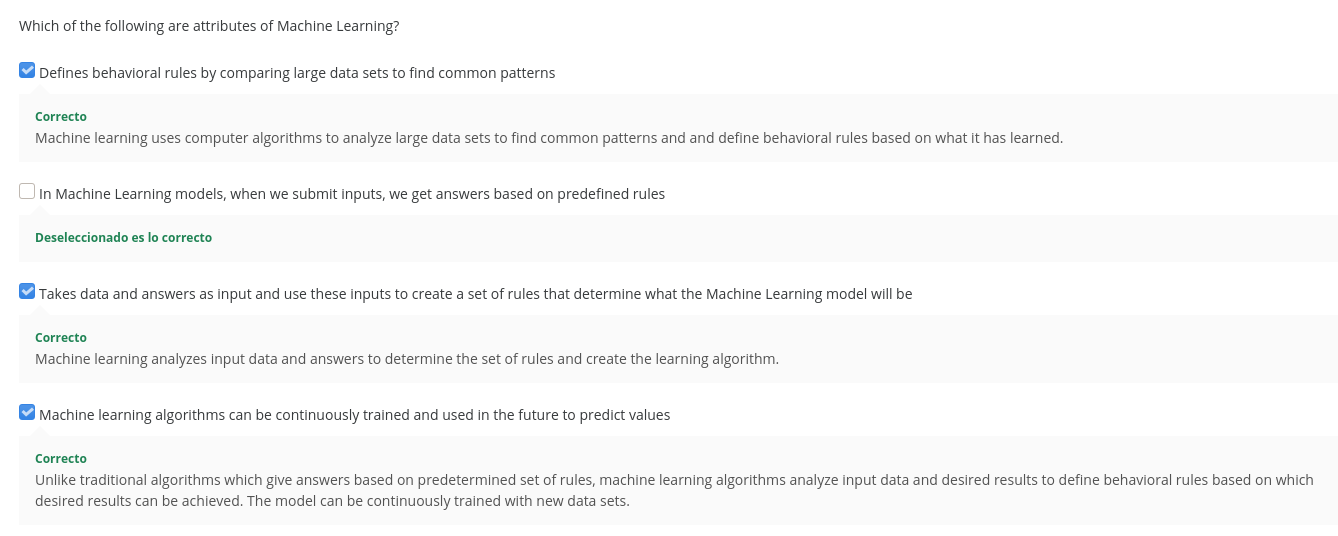 Which of the following are attributes of Machine Learning?
Defines behavioral rules by comparing large data sets to find common patterns
Correcto
Machine learning uses computer algorithms to analyze large data sets to find common patterns and and define behavioral rules based on what it has learned.
In Machine Learning models, when we submit inputs, we get answers based on predefined rules
Deseleccionado es lo correcto
Takes data and answers as input and use these inputs to create a set of rules that determine what the Machine Learning model will be
Correcto
Machine learning analyzes input data and answers to determine the set of rules and create the learning algorithm.
Machine learning algorithms can be continuously trained and used in the future to predict values
Correcto
Unlike traditional algorithms which give answers based on predetermined set of rules, machine learning algorithms analyze input data and desired results to define behavioral rules based on which
desired results can be achieved. The model can be continuously trained with new data sets.